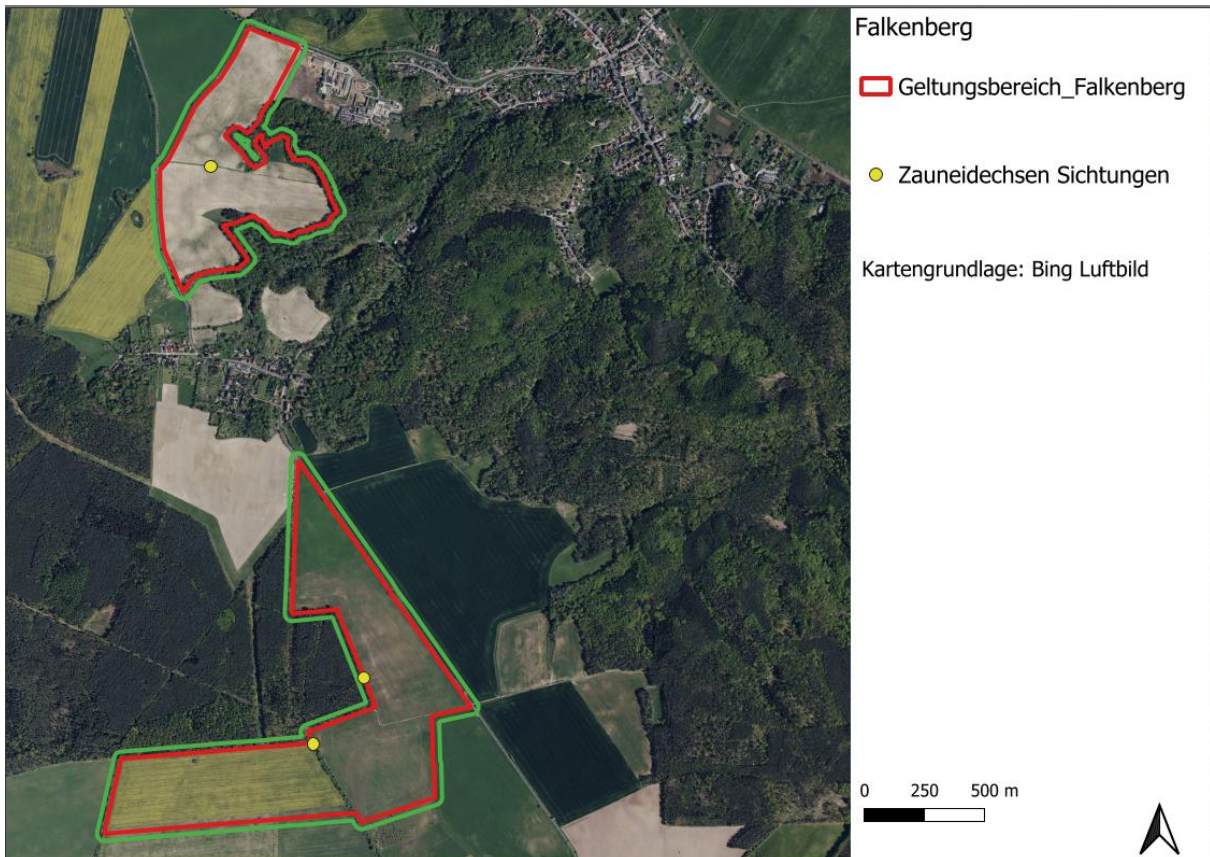 Falkenberg
Geltungsbereich_Falkenberg
Zauneidechsen Sichtungen
Kartengrundlage: Bing Luftbild
0 250 500 m